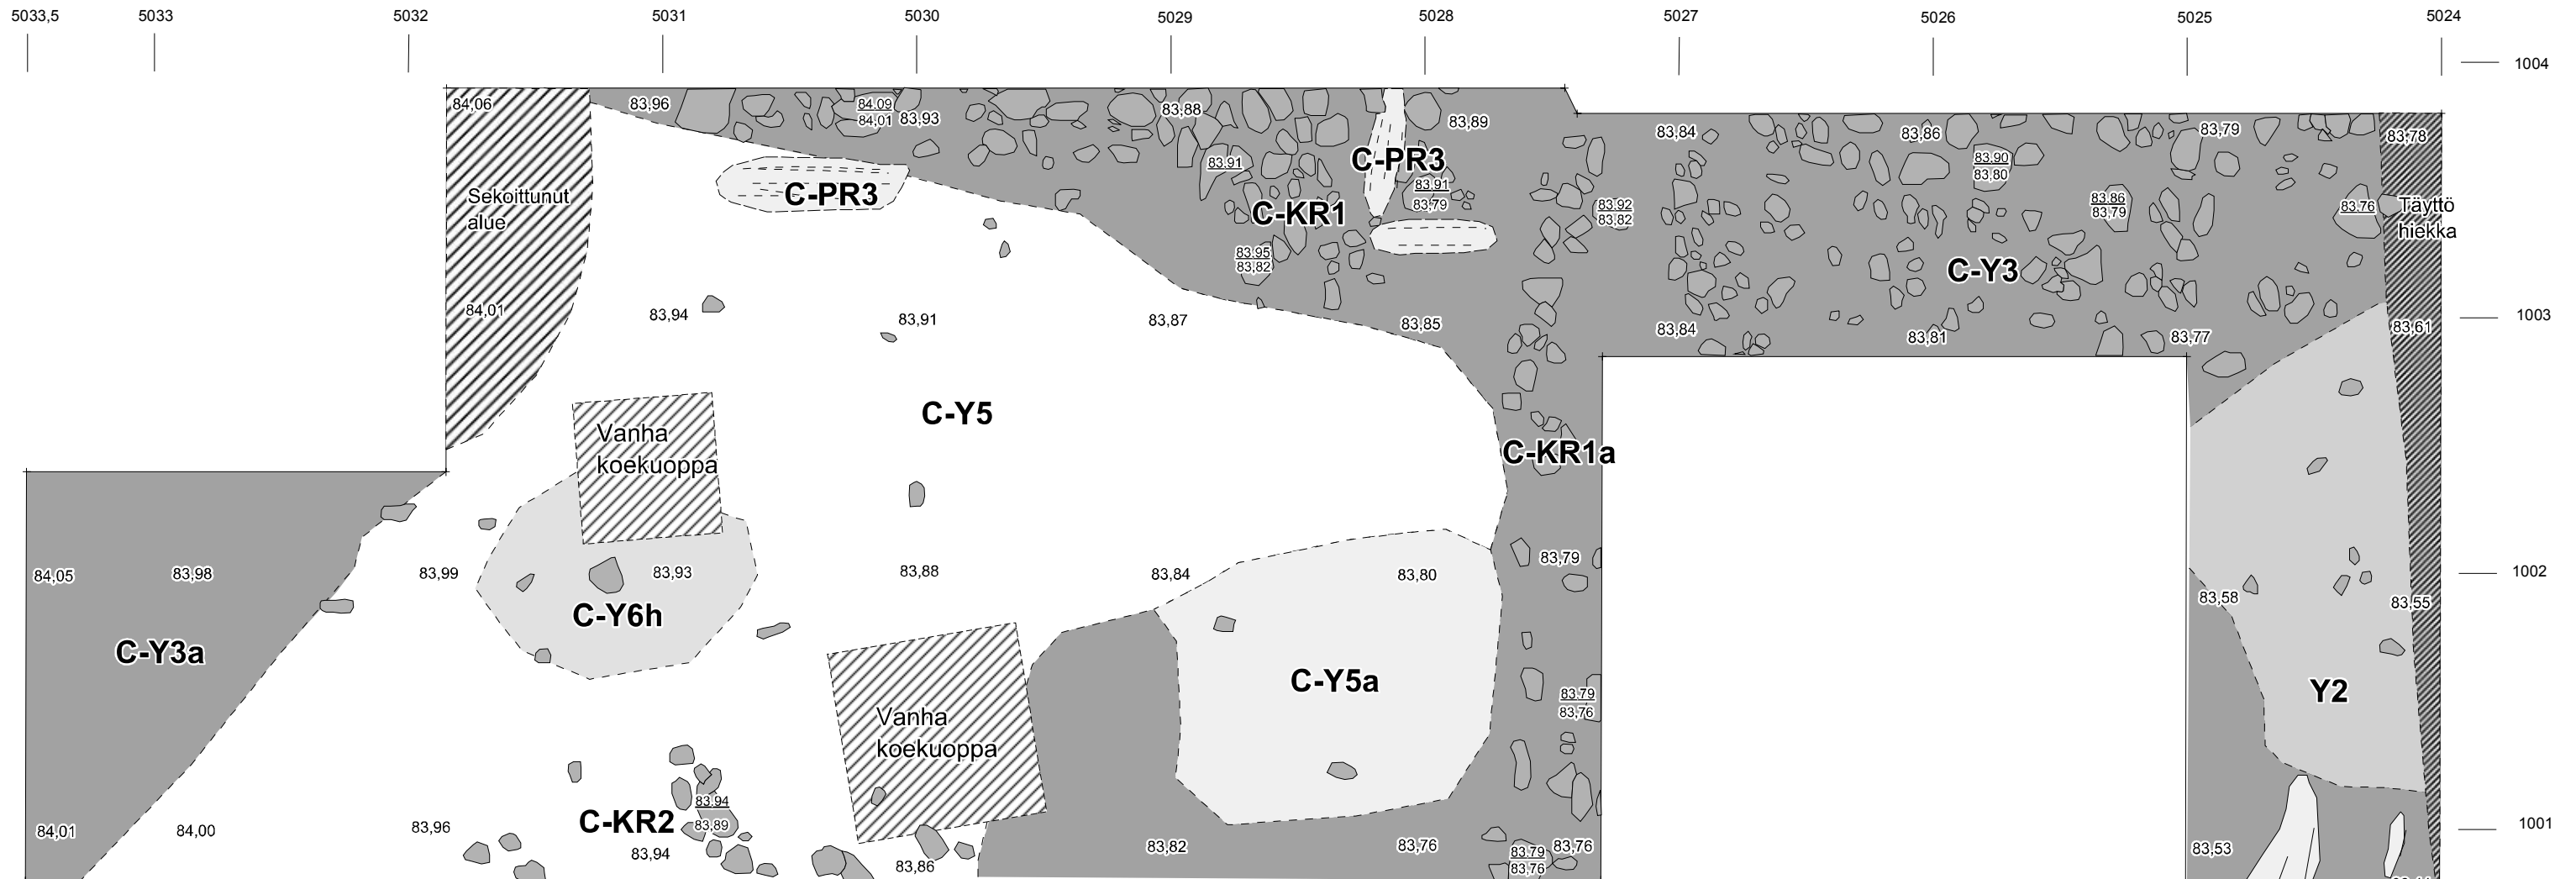 5033,5 5033 5032 5031 5030 5029 5028 5027 5026 5025 5024
1004
84,06 83,96 84.09 83,93 83,88 83,89 83,84 83,86 83,79 83,78
84,01
Sekoittunut
alue
C-PR3
83.91
C-KR1
C-PR3
83.91
83,79
83.95
83,82
83.92
83,82
83.90
83,80
83.86
83,79
83.76
Täyttö
hiekka
C-Y3
84,01 83,94 83,91 83,87 83,85 83,84 83,81 83,77 83,61
1003
C-Y5
Vanha
koekuoppa
C-KR1a
84,05 83,98 83,99 83,93 83,88 83,84 83,80 83,79 83,58 83,55
1002
C-Y6h
C-Y3a
C-Y5a
Y2
Vanha
koekuoppa
83.79
83,76
C-KR2
83.94
83,89
84,01 84,00 83,96 83,94 83,86 83,82 83,76 83.79 83,76 83,53
83,76
1001